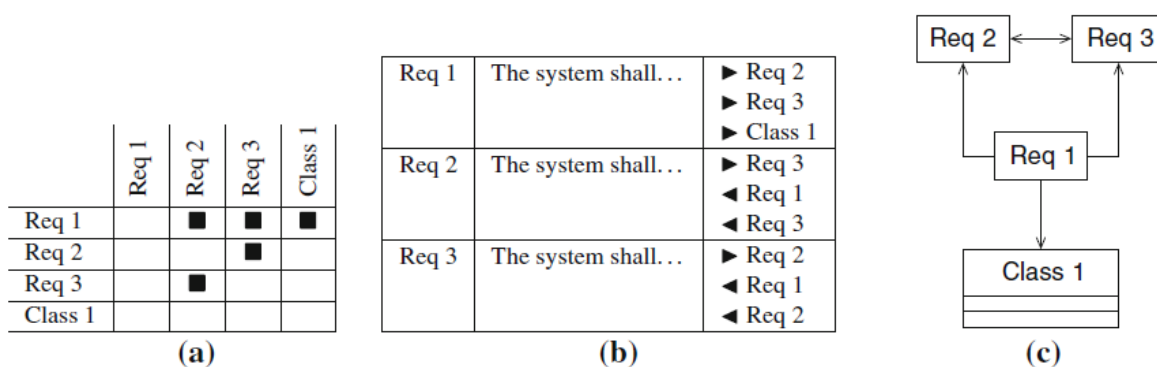 Req 1
Req 2
Req 3
Class 1
Req 1
Req 2
Req 3
Class 1
(a)
Req 1 The system shall... ► Req 2
► Req 3
► Class 1
Req 2 The system shall... ► Req 3
◄ Req 1
◄ Req 3
Req 3 The system shall... ► Req 2
◄ Req 1
◄ Req 2
(b)
Req 2 Req 3
Req 1
Class 1
(c)